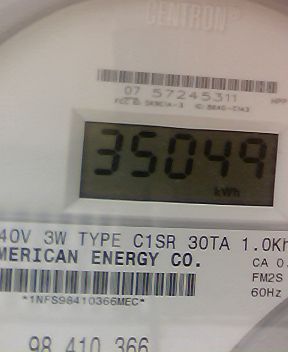 CENTRON®
07 57245311
HPP
35049
kWh
40V 3W TYPE C1SR 30TA 1.0Kh
MERICAN ENERGY CO.
CA 0.
FM2S
60Hz
*1NFS98410366MEC*
98 410 366